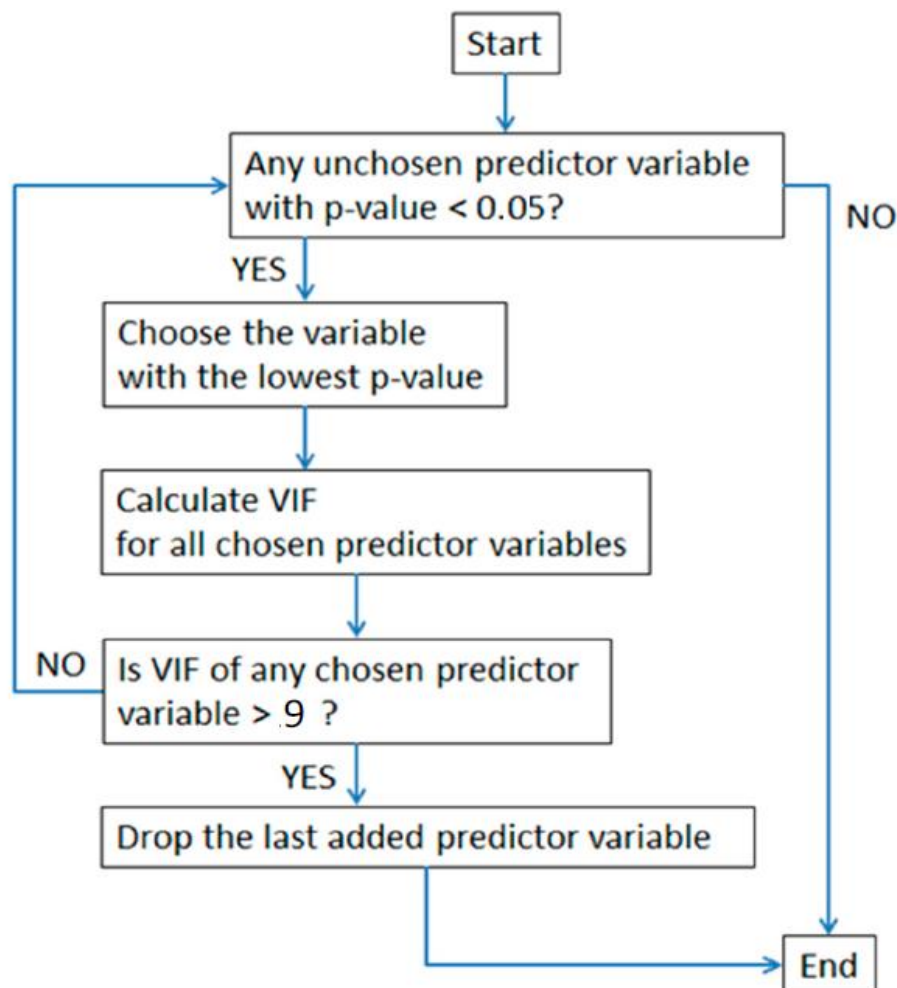 Start
Any unchosen predictor variable
with p-value < 0.05?
NO
YES
Choose the variable
with the lowest p-value
Calculate VIF
for all chosen predictor variables
NO
Is VIF of any chosen predictor
variable > 9 ?
YES
Drop the last added predictor variable
End